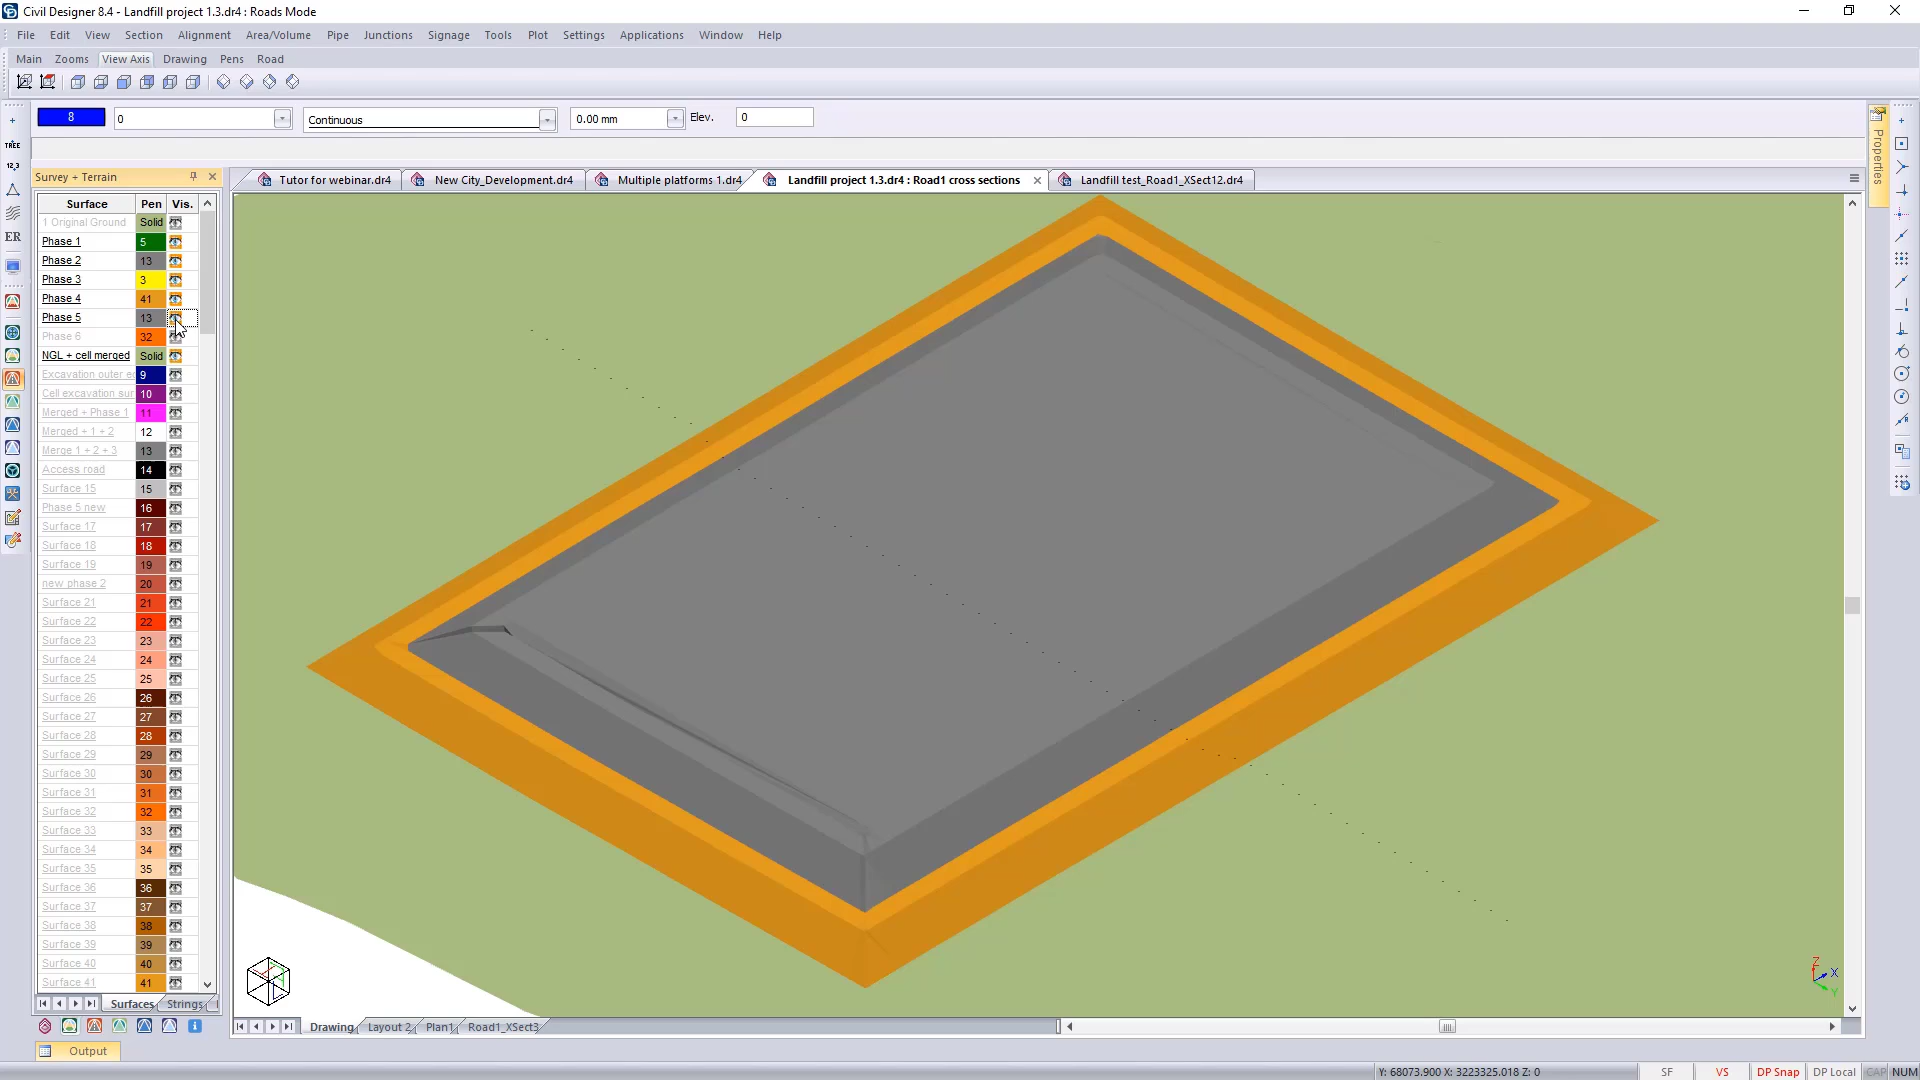 Civil Designer 8.4 - Landfill project 1.3.dr4 : Roads Mode
File Edit View Section Alignment Area/Volume Pipe Junctions Signage Tools Plot Settings Applications Window Help
Main Zooms View Axis Drawing Pens Road
8 0 Continuous 0.00 mm Elev. 0
TREE
12,3
ER
Survey + Terrain
Tutor for webinar.dr4 New City_Development.dr4 Multiple platforms 1.dr4 Landfill project 1.3.dr4 : Road1 cross sections Landfill test_Road1_XSect12.dr4
Properties
Surface Pen Vis.
1 Original Ground Solid
Phase 1 5
Phase 2 13
Phase 3 3
Phase 4 41
Phase 5 13
Phase 6 32
NGL + cell merged Solid
Excavation outer e 9
Cell excavation sur 10
Merged + Phase 1 11
Merged + 1 + 2 12
Merge 1 + 2 + 3 13
Access road 14
Surface 15 15
Phase 5 new 16
Surface 17 17
Surface 18 18
Surface 19 19
new phase 2 20
Surface 21 21
Surface 22 22
Surface 23 23
Surface 24 24
Surface 25 25
Surface 26 26
Surface 27 27
Surface 28 28
Surface 29 29
Surface 30 30
Surface 31 31
Surface 32 32
Surface 33 33
Surface 34 34
Surface 35 35
Surface 36 36
Surface 37 37
Surface 38 38
Surface 39 39
Surface 40 40
Surface 41 41
Surfaces Strings
Z
X
Y
Drawing Layout 2 Plan1 Road1_XSect3
Output
Y: 68073.900 X: 3223325.018 Z: 0 SF VS DP Snap DP Local CAP NUM